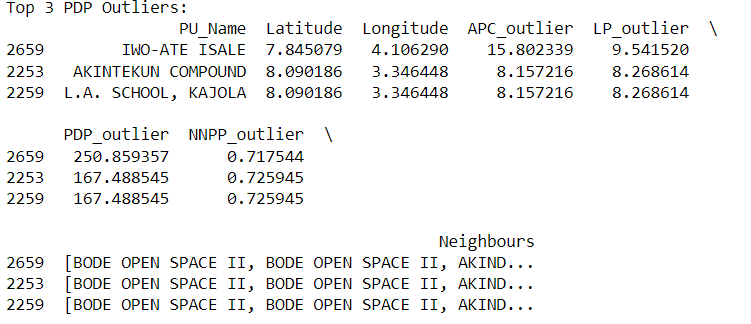 Top 3 PDP Outliers:
PU_Name Latitude Longitude APC_outlier LP_outlier \
2659 IWO-ATE ISALE 7.845079 4.106290 15.802339 9.541520
2253 AKINTEKUN COMPOUND 8.090186 3.346448 8.157216 8.268614
2259 L.A. SCHOOL, KAJOLA 8.090186 3.346448 8.157216 8.268614
PDP_outlier NNPP_outlier \
2659 250.859357 0.717544
2253 167.488545 0.725945
2259 167.488545 0.725945
Neighbours
2659 [BODE OPEN SPACE II, BODE OPEN SPACE II, AKIND...
2253 [BODE OPEN SPACE II, BODE OPEN SPACE II, AKIND...
2259 [BODE OPEN SPACE II, BODE OPEN SPACE II, AKIND...